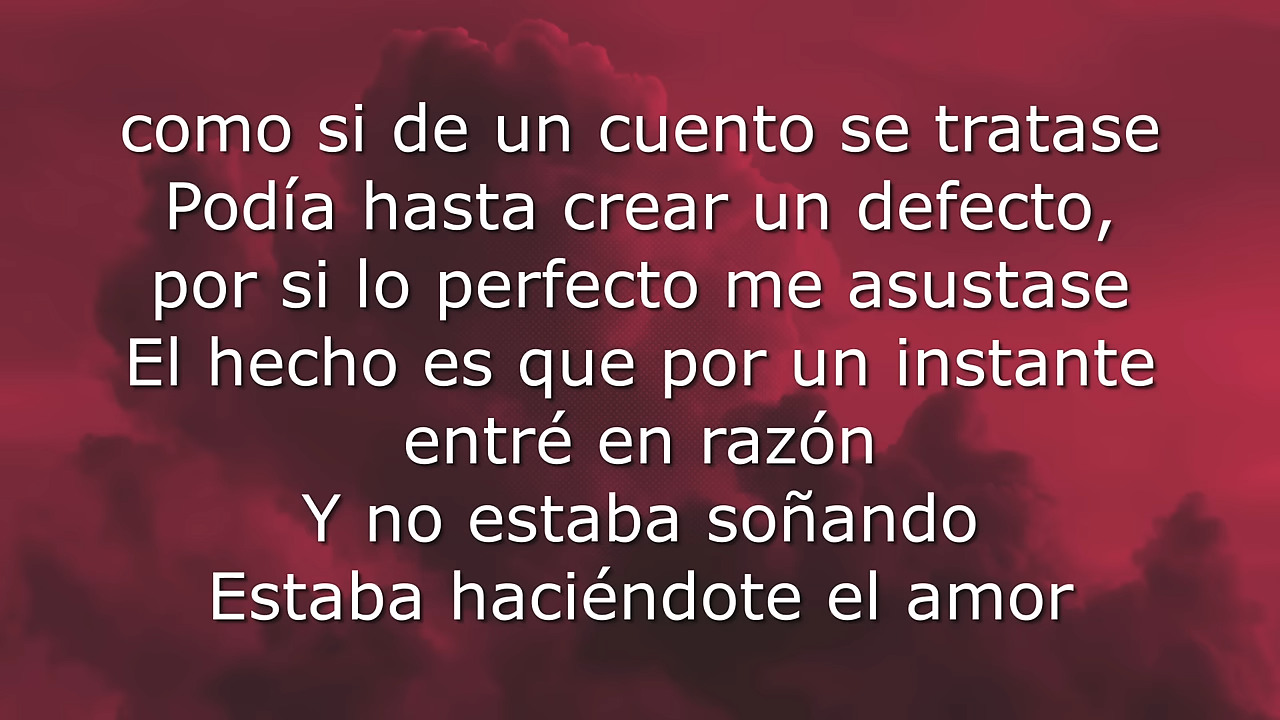 como si de un cuento se tratase
Podía hasta crear un defecto,
por si lo perfecto me asustase
El hecho es que por un instante
entré en razón
Y no estaba soñando
Estaba haciéndote el amor